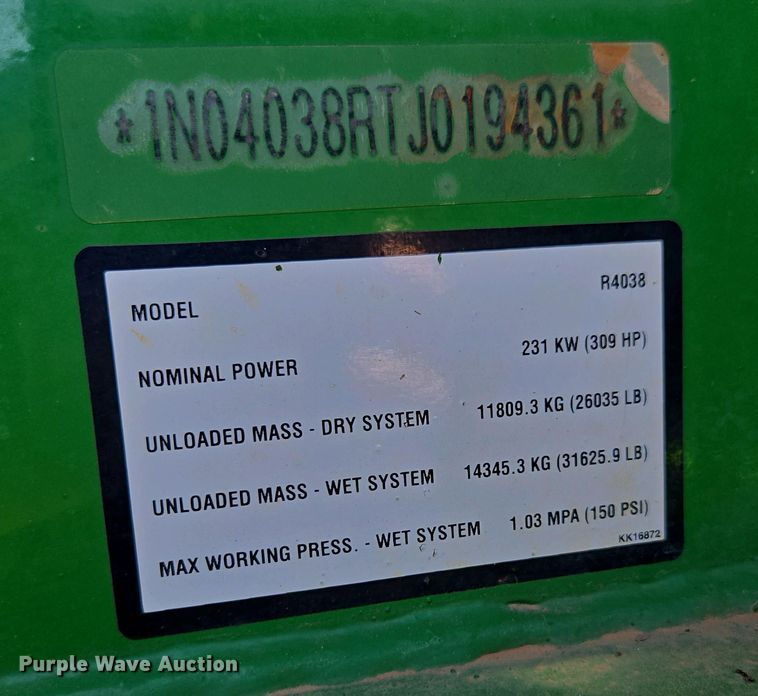 *1N04038RTJ0194361*
MODEL R4038
NOMINAL POWER 231 KW (309 HP)
UNLOADED MASS - DRY SYSTEM 11809.3 KG (26035 LB)
UNLOADED MASS - WET SYSTEM 14345.3 KG (31625.9 LB)
MAX WORKING PRESS. - WET SYSTEM 1.03 MPA (150 PSI)
KK16872
Purple Wave Auction